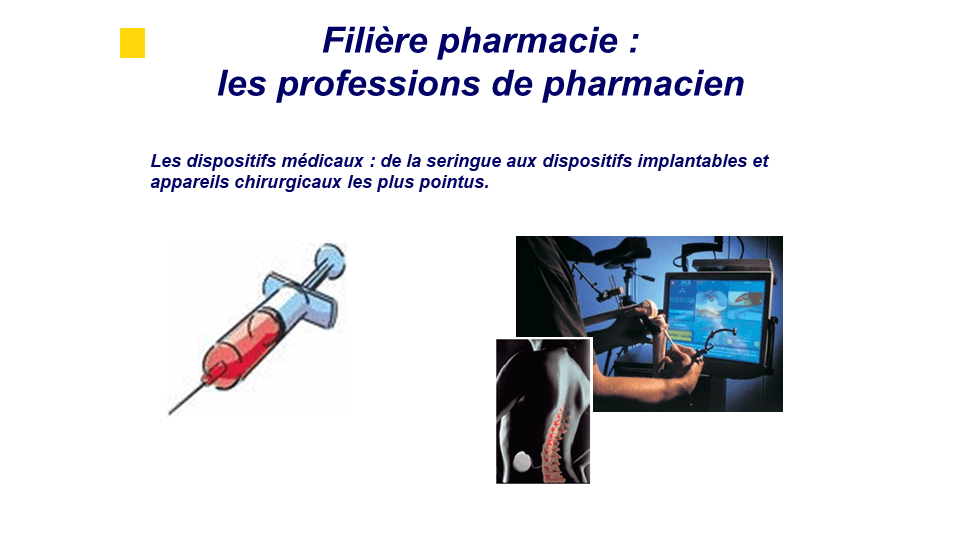 Filière pharmacie :
les professions de pharmacien
Les dispositifs médicaux : de la seringue aux dispositifs implantables et
appareils chirurgicaux les plus pointus.